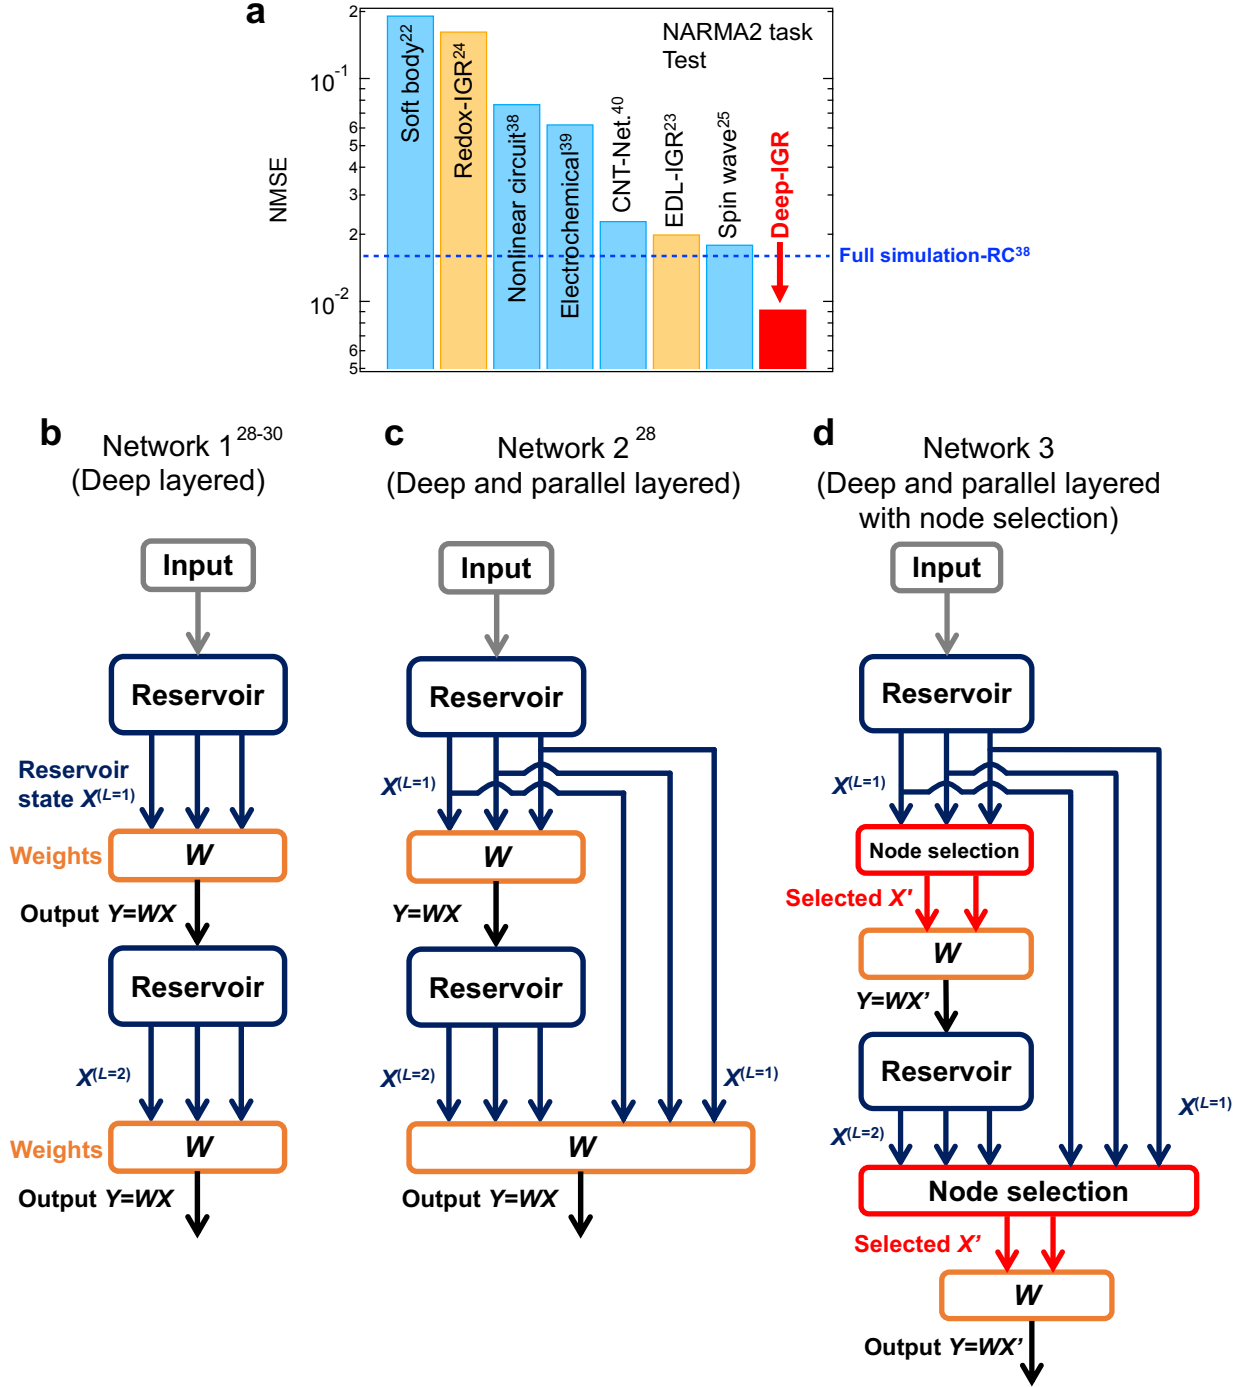 a
NARMA2 task
Test
NMSE
2
10⁻¹
6
4
3
2
10⁻²
6
5
Soft body²²
Redox-IGR²⁴
Nonlinear circuit³⁸
Electrochemical³⁹
CNT-Net.⁴⁰
EDL-IGR²³
Spin wave²⁵
Deep-IGR
Full simulation-RC³⁸
b
Network 1²⁸⁻³⁰
(Deep layered)
Input
Reservoir
Reservoir
state X⁽ᴸ⁼¹⁾
Weights
W
Output Y=WX
Reservoir
X⁽ᴸ⁼²⁾
Weights
W
Output Y=WX
c
Network 2 ²⁸
(Deep and parallel layered)
Input
Reservoir
X⁽ᴸ⁼¹⁾
W
Y=WX
Reservoir
X⁽ᴸ⁼²⁾
X⁽ᴸ⁼¹⁾
W
Output Y=WX
d
Network 3
(Deep and parallel layered
with node selection)
Input
Reservoir
X⁽ᴸ⁼¹⁾
Node selection
Selected X'
W
Y=WX’
Reservoir
X⁽ᴸ⁼²⁾
X⁽ᴸ⁼¹⁾
Node selection
Selected X’
W
Output Y=WX’